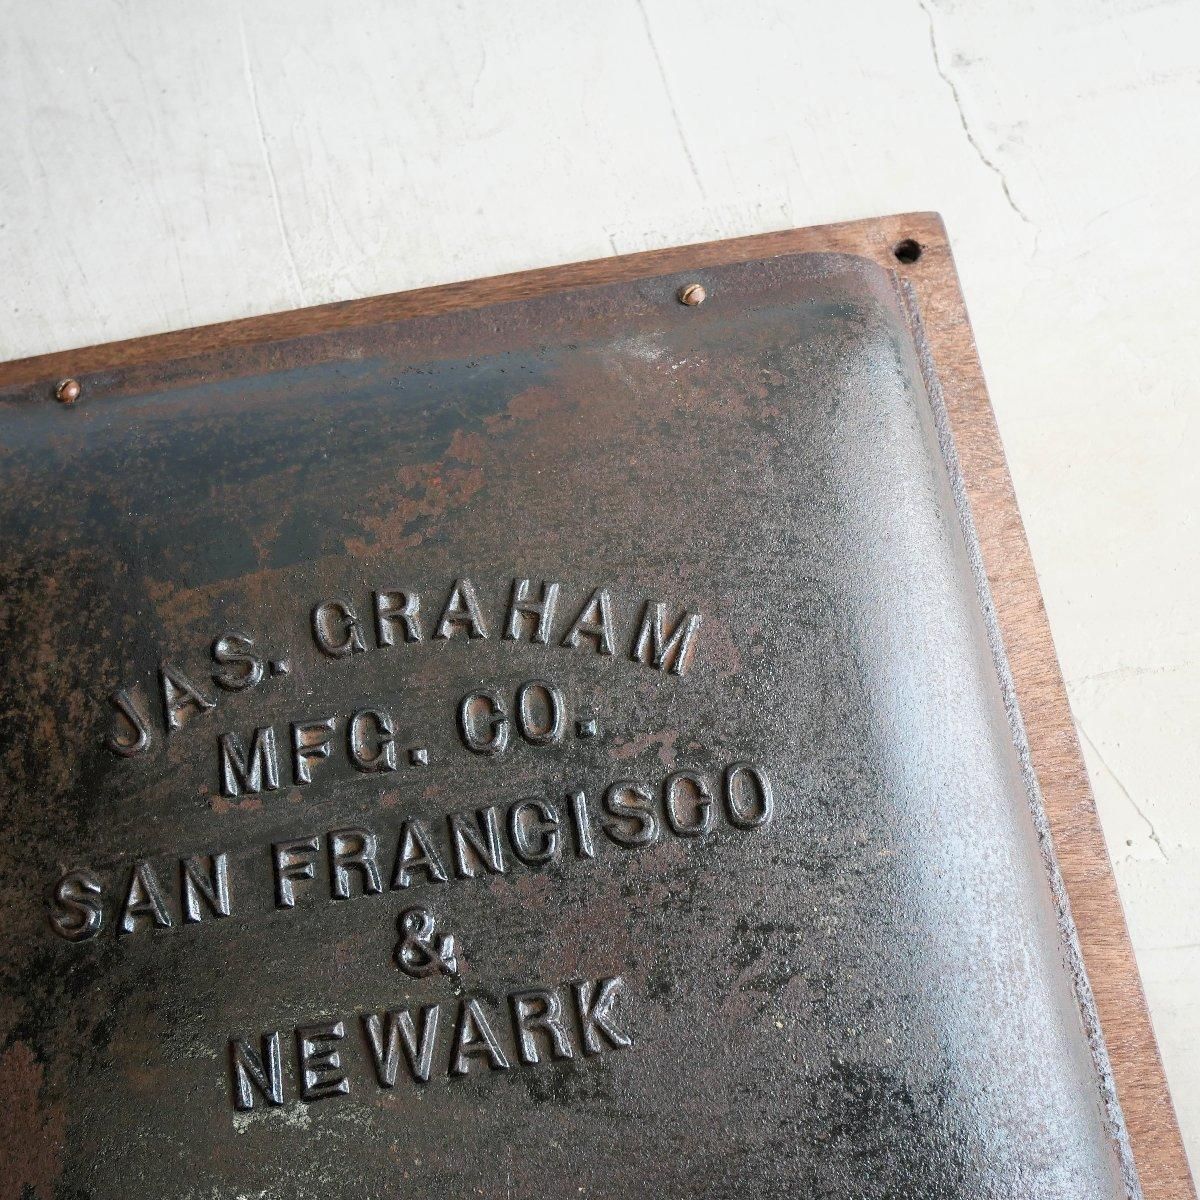 JAS. GRAHAM
MFG. CO.
SAN FRANCISCO
&
NEWARK